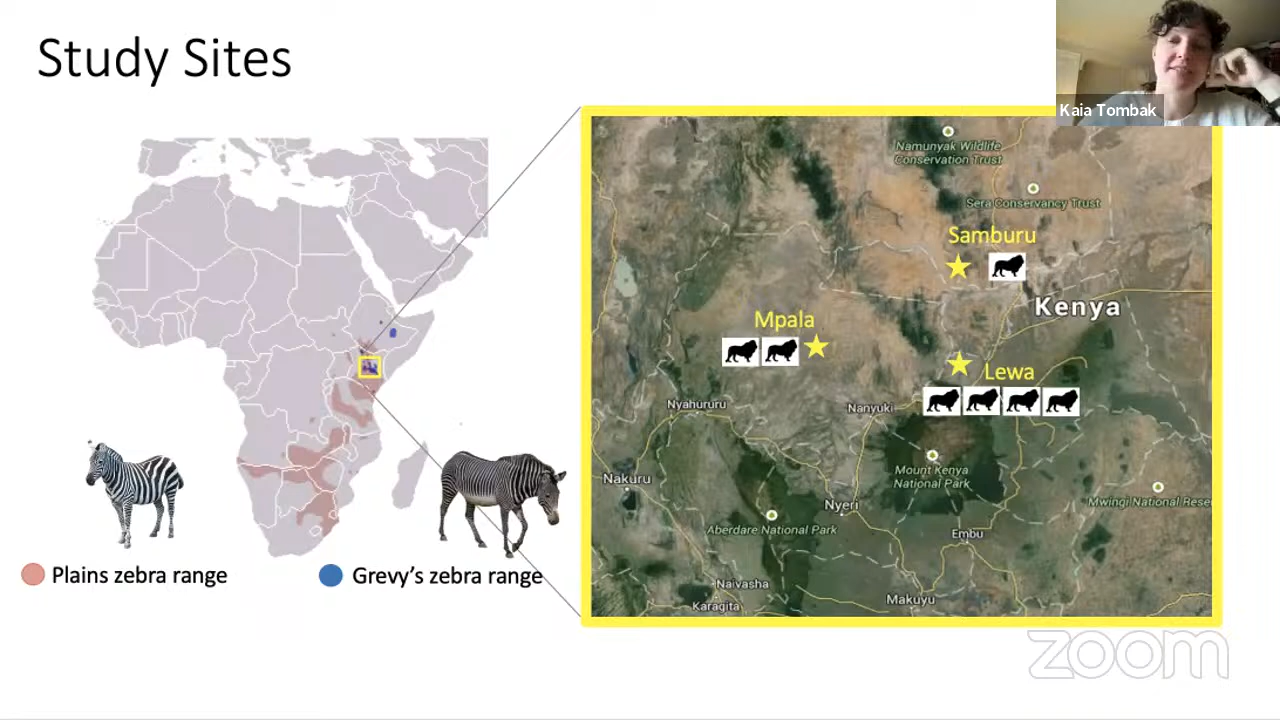 Study Sites
Kaia Tombak
Namunyak Wildlife
Conservation Trust
Sera Conservancy Trust
Samburu
Kenya
Mpala
Lewa
Nyahururu
Nanyuki
Mount Kenya
National Park
Nakuru
Nyeri
Mwingi National Rese
Aberdare National Park
Embu
Plains zebra range
Grevy's zebra range
Naivasha
Karagita
Makuyu
zoom